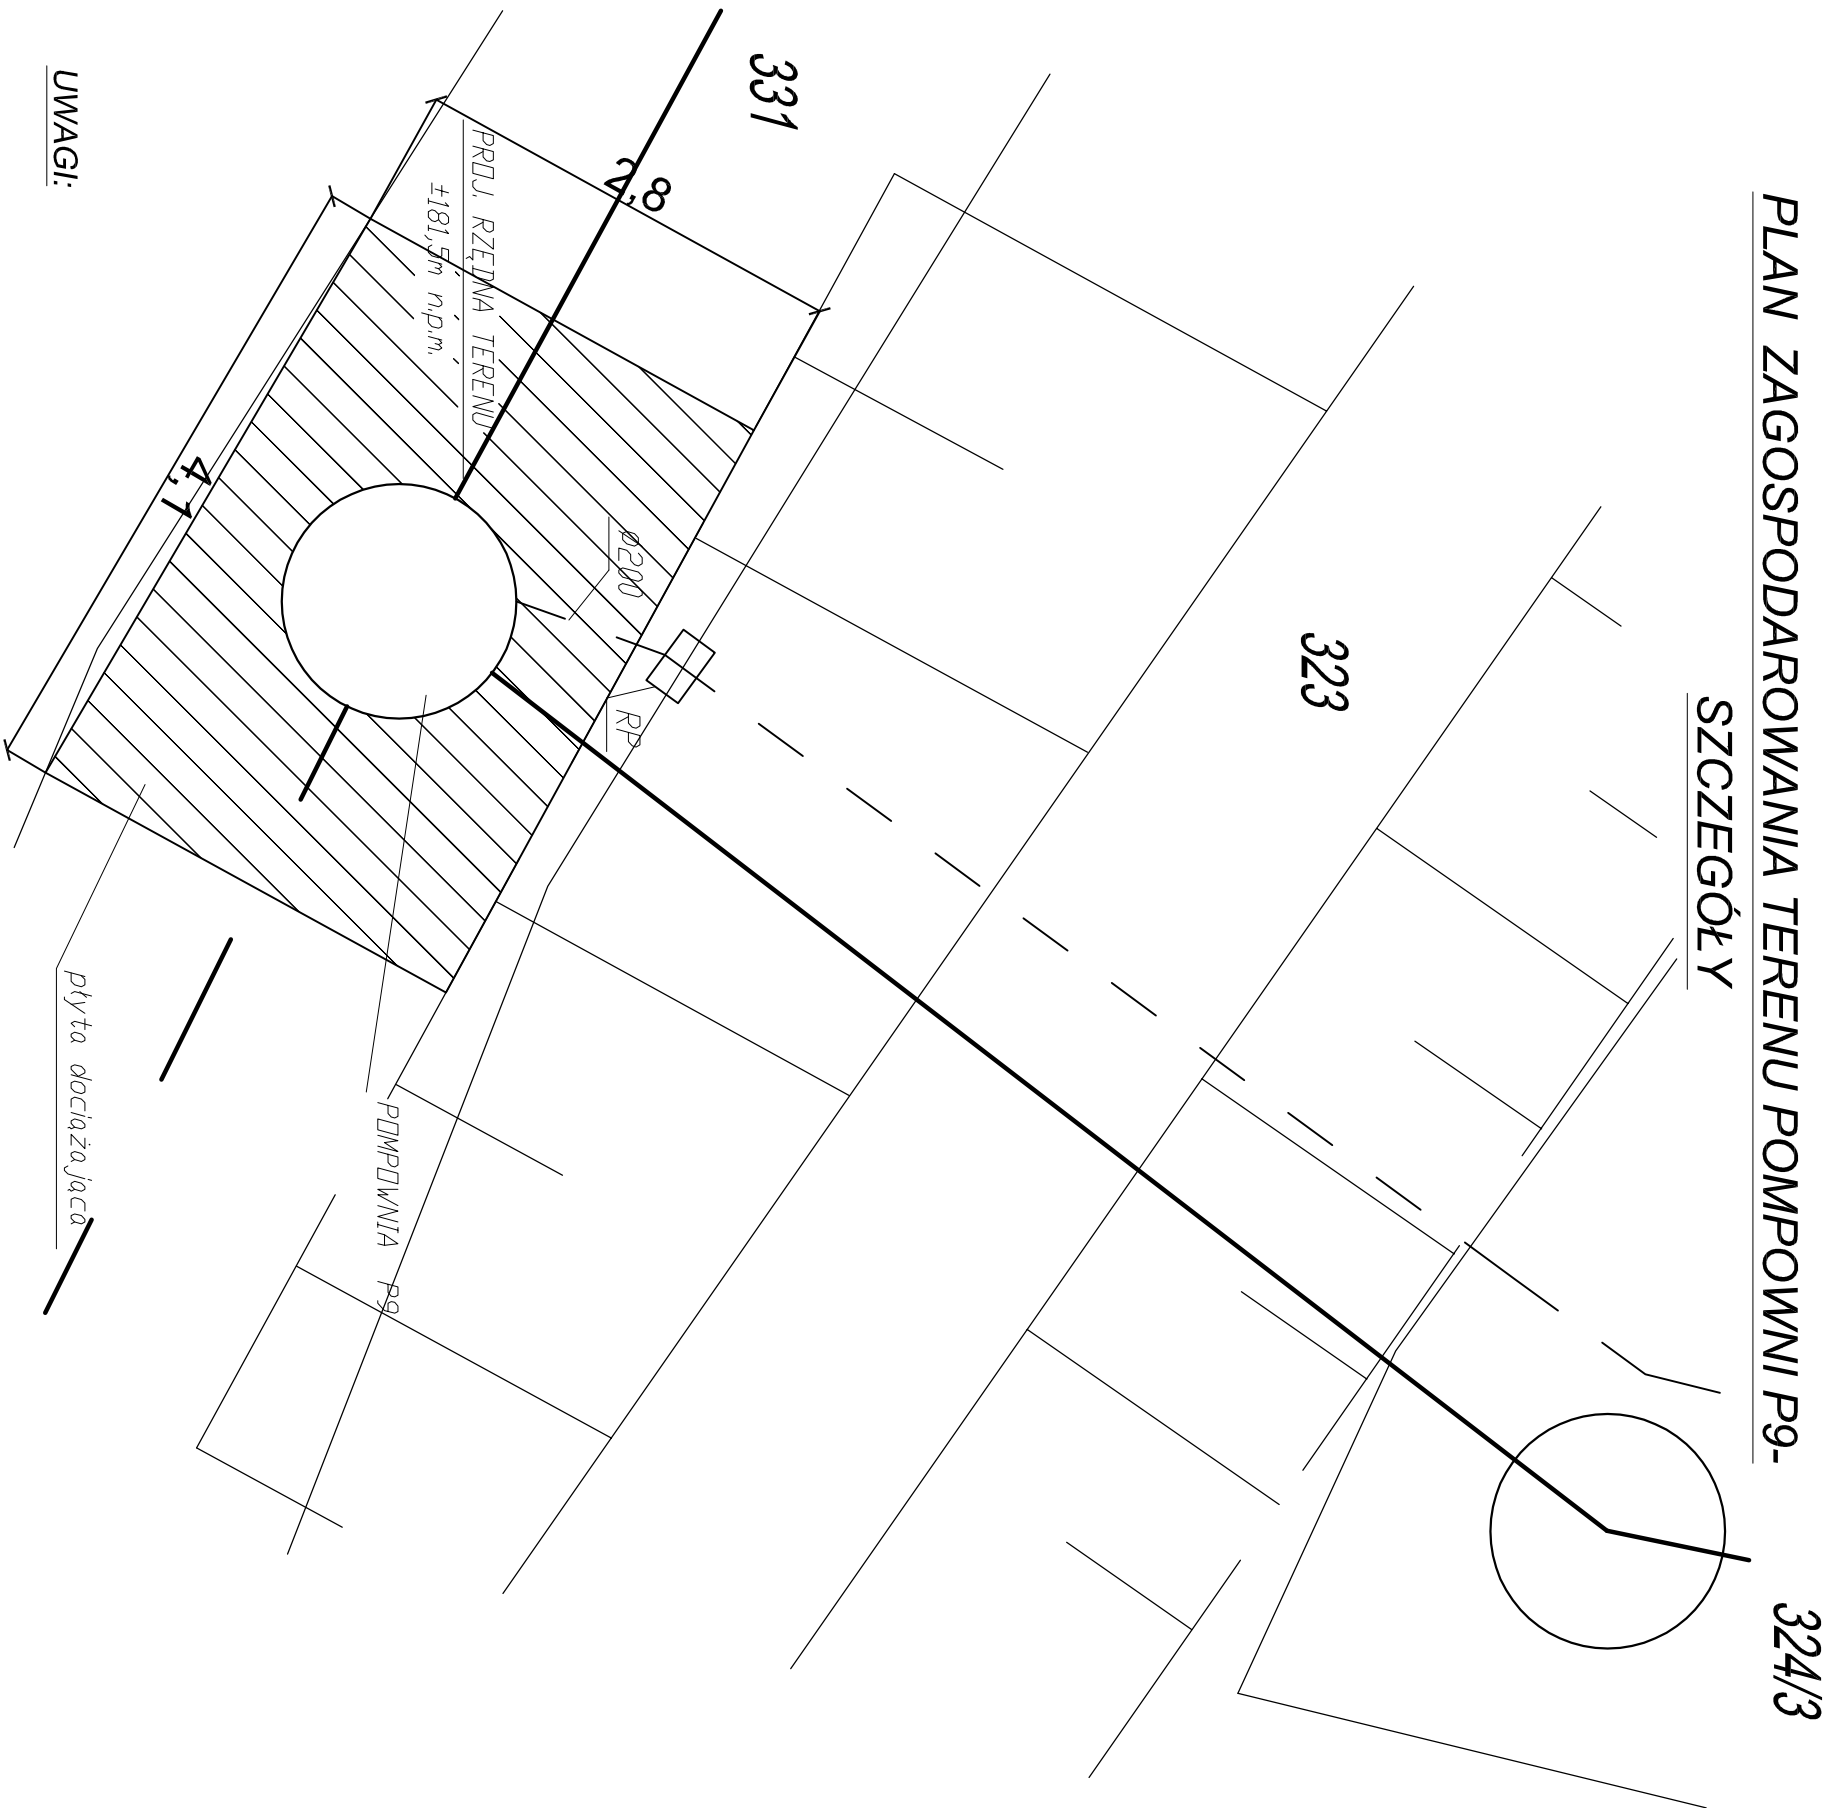 PLAN ZAGOSPODAROWANIA TERENU POMPOWNI P9-
SZCZEGÓŁY
324/3
323
331
2,8
PROJ. RZĘDNA TERENU
±181,5m n.p.m.
ø200
RP
4,1
POMPOWNIA P9
płyta dociążająca
UWAGI: